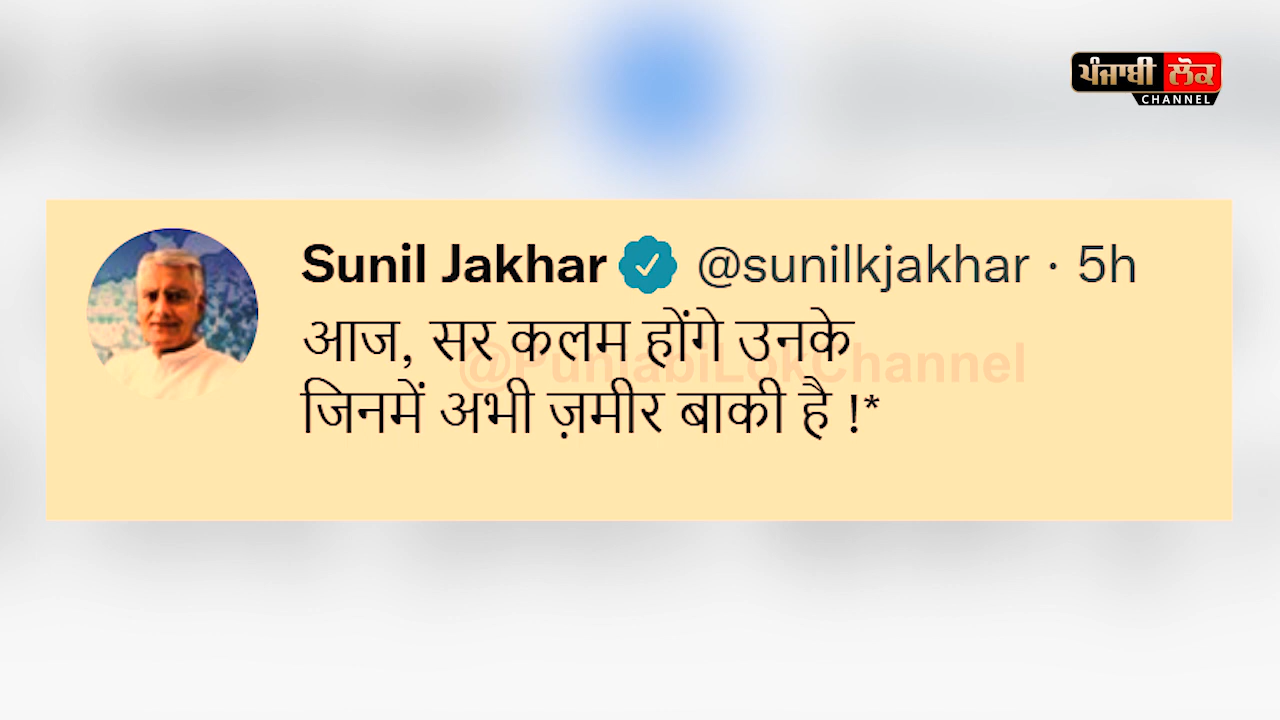 ਪੰਜਾਬੀ ਲੋਕ
CHANNEL
Sunil Jakhar @sunilkjakhar · 5h
आज, सर कलम होंगे उनके
@PunjabiLokChannel
जिनमें अभी ज़मीर बाकी है !*